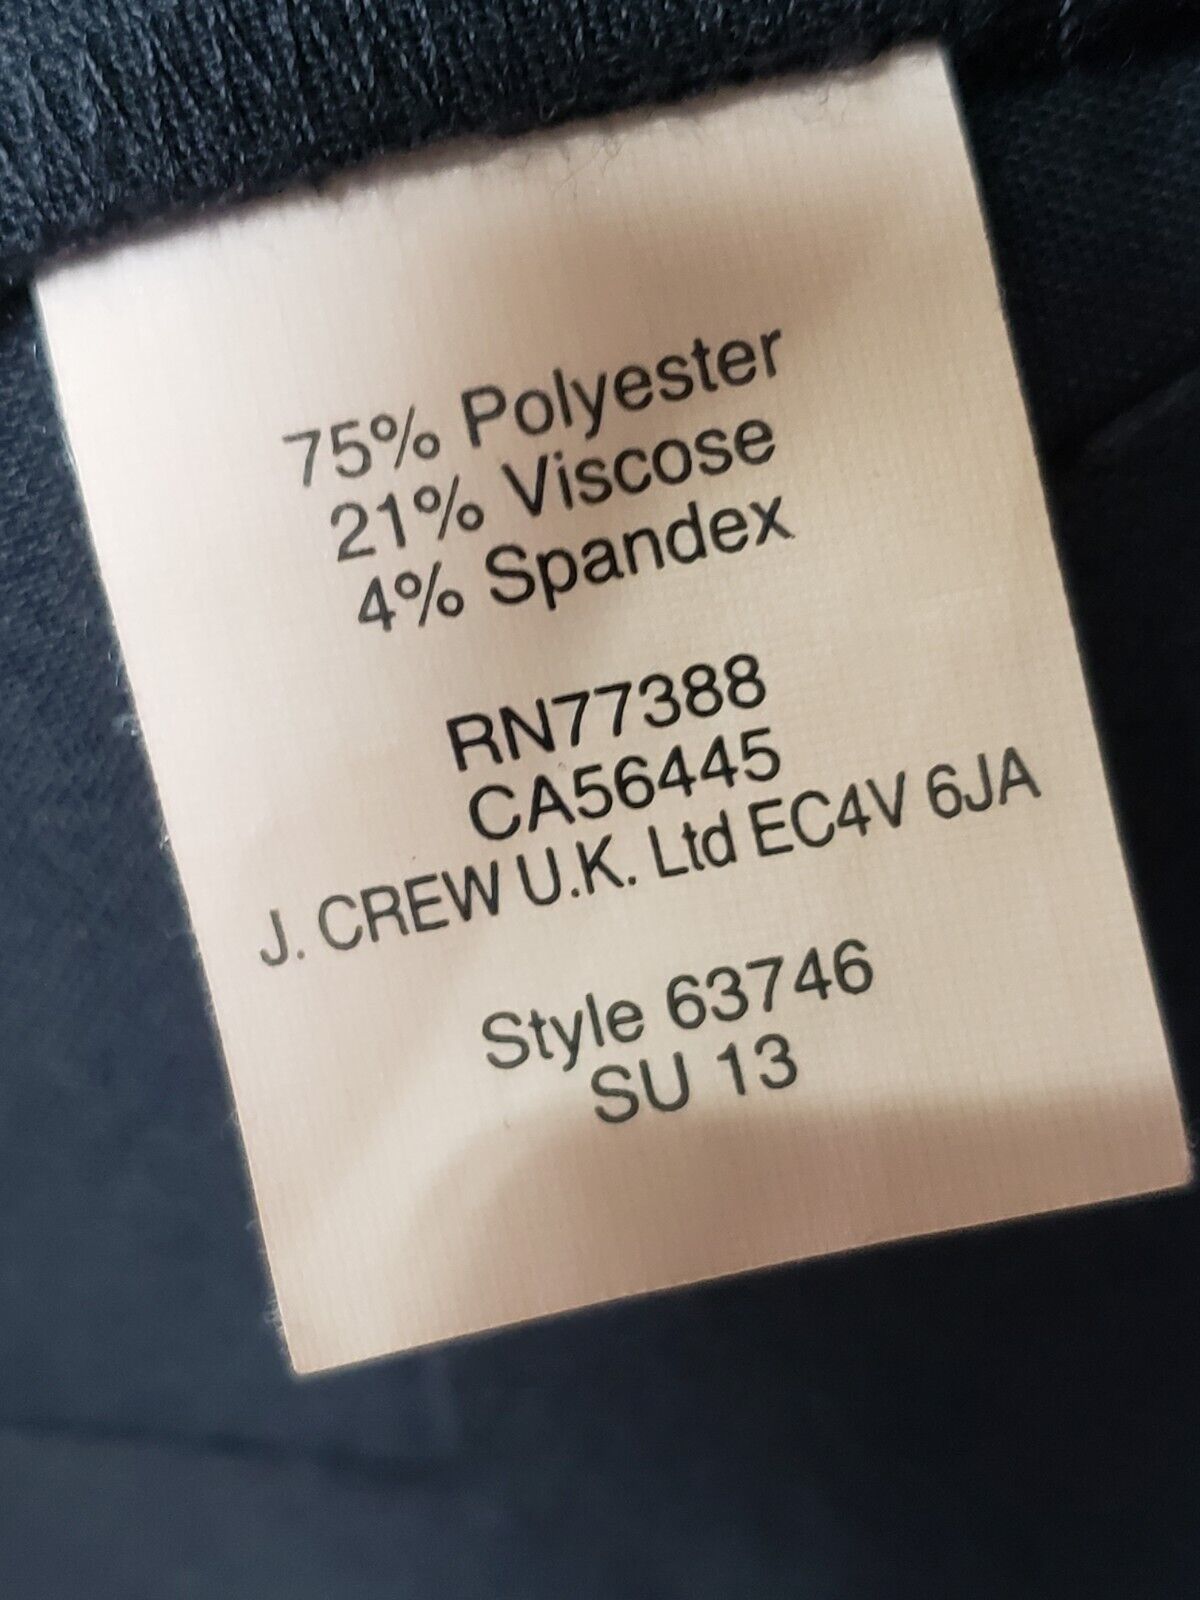 75% Polyester
21% Viscose
4% Spandex
RN77388
CA56445
J. CREW U.K. Ltd EC4V 6JA
Style 63746
SU 13